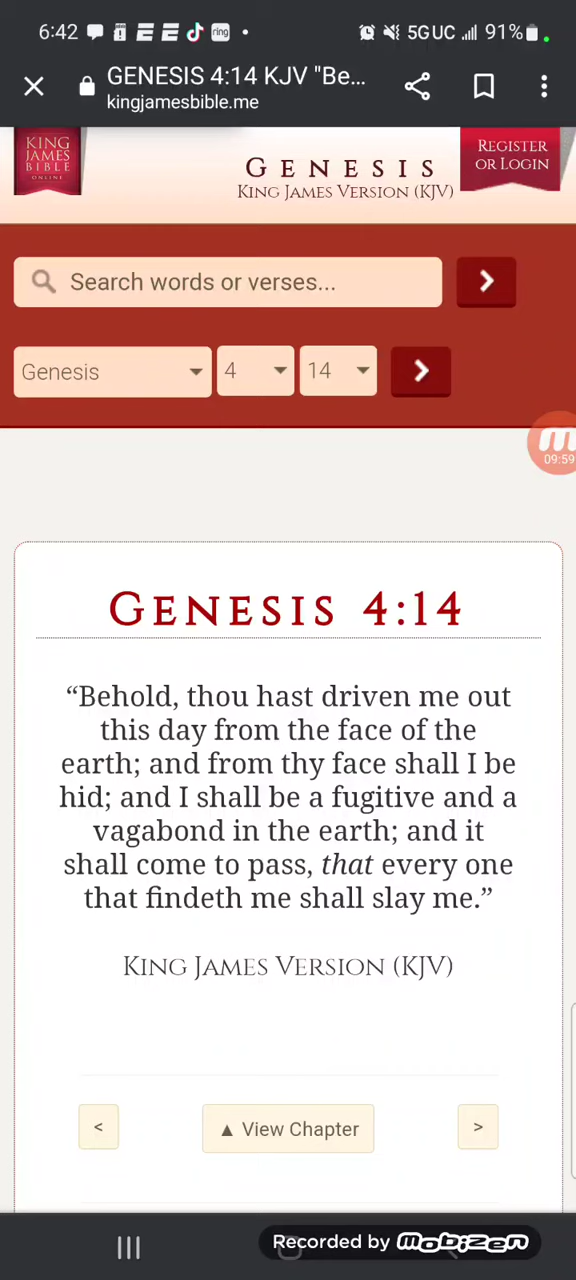 6:42 ring 5GUC 91%
GENESIS 4:14 KJV "Be...
kingjamesbible.me
KING
JAMES
BIBLE
ONLINE
GENESIS
KING JAMES VERSION (KJV)
REGISTER
OR LOGIN
Search words or verses...
Genesis 4 14
09:59
GENESIS 4:14
“Behold, thou hast driven me out
this day from the face of the
earth; and from thy face shall I be
hid; and I shall be a fugitive and a
vagabond in the earth; and it
shall come to pass, that every one
that findeth me shall slay me.”
KING JAMES VERSION (KJV)
< ▲ View Chapter >
Recorded by mobizen